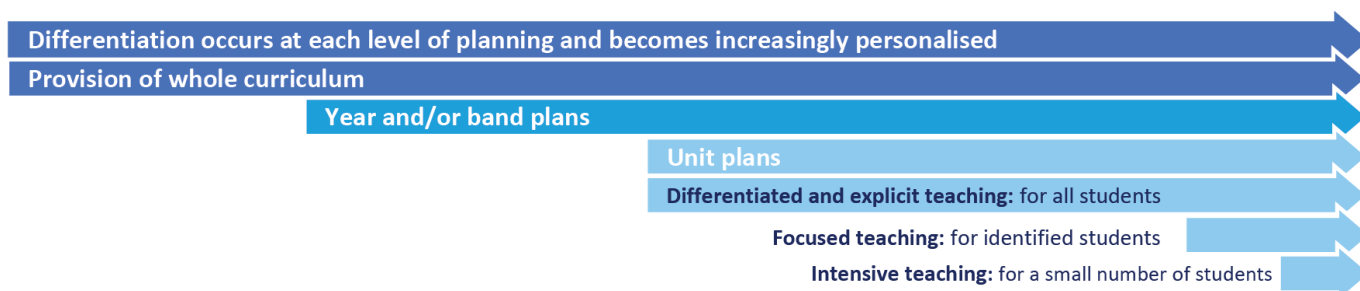 Differentiation occurs at each level of planning and becomes increasingly personalised
Provision of whole curriculum
Year and/or band plans
Unit plans
Differentiated and explicit teaching: for all students
Focused teaching: for identified students
Intensive teaching: for a small number of students